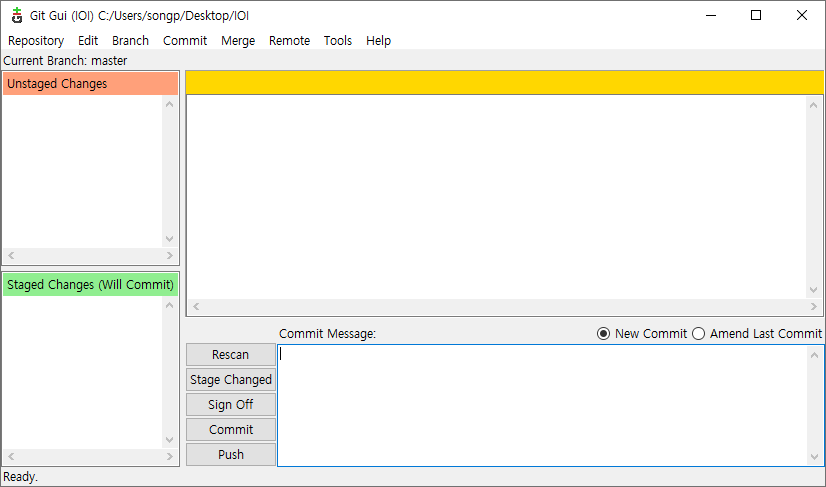 Git Gui (IOI) C:/Users/songp/Desktop/IOI
Repository Edit Branch Commit Merge Remote Tools Help
Current Branch: master
Unstaged Changes
Staged Changes (Will Commit)
Commit Message:
New Commit Amend Last Commit
Rescan
Stage Changed
Sign Off
Commit
Push
Ready.